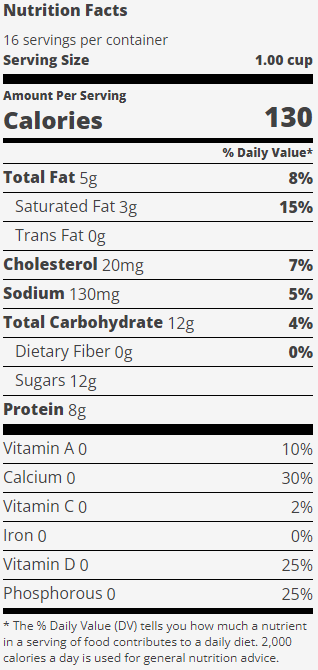 Nutrition Facts
16 servings per container
Serving Size 1.00 cup
Amount Per Serving
Calories 130
% Daily Value*
Total Fat 5g 8%
Saturated Fat 3g 15%
Trans Fat 0g
Cholesterol 20mg 7%
Sodium 130mg 5%
Total Carbohydrate 12g 4%
Dietary Fiber 0g 0%
Sugars 12g
Protein 8g
Vitamin A 0 10%
Calcium 0 30%
Vitamin C 0 2%
Iron 0 0%
Vitamin D 0 25%
Phosphorous 0 25%
* The % Daily Value (DV) tells you how much a nutrient
in a serving of food contributes to a daily diet. 2,000
calories a day is used for general nutrition advice.